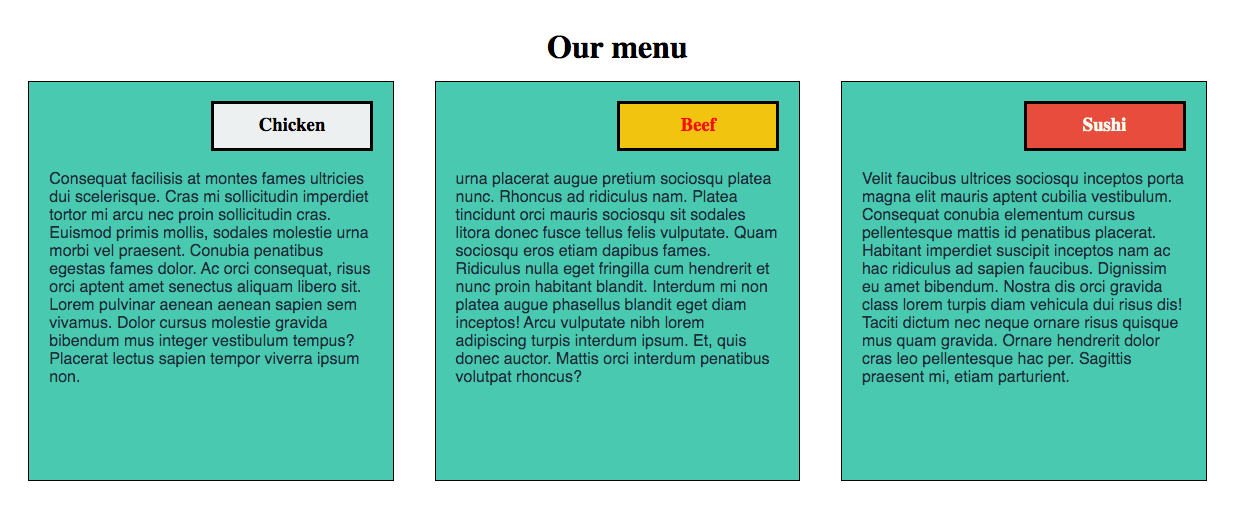 Our menu
Chicken
Consequat facilisis at montes fames ultricies
dui scelerisque. Cras mi sollicitudin imperdiet
tortor mi arcu nec proin sollicitudin cras.
Euismod primis mollis, sodales molestie urna
morbi vel praesent. Conubia penatibus
egestas fames dolor. Ac orci consequat, risus
orci aptent amet senectus aliquam libero sit.
Lorem pulvinar aenean aenean sapien sem
vivamus. Dolor cursus molestie gravida
bibendum mus integer vestibulum tempus?
Placerat lectus sapien tempor viverra ipsum
non.
Beef
urna placerat augue pretium sociosqu platea
nunc. Rhoncus ad ridiculus nam. Platea
tincidunt orci mauris sociosqu sit sodales
litora donec fusce tellus felis vulputate. Quam
sociosqu eros etiam dapibus fames.
Ridiculus nulla eget fringilla cum hendrerit et
nunc proin habitant blandit. Interdum mi non
platea augue phasellus blandit eget diam
inceptos! Arcu vulputate nibh lorem
adipiscing turpis interdum ipsum. Et, quis
donec auctor. Mattis orci interdum penatibus
volutpat rhoncus?
Sushi
Velit faucibus ultrices sociosqu inceptos porta
magna elit mauris aptent cubilia vestibulum.
Consequat conubia elementum cursus
pellentesque mattis id penatibus placerat.
Habitant imperdiet suscipit inceptos nam ac
hac ridiculus ad sapien faucibus. Dignissim
eu amet bibendum. Nostra dis orci gravida
class lorem turpis diam vehicula dui risus dis!
Taciti dictum nec neque ornare risus quisque
mus quam gravida. Ornare hendrerit dolor
cras leo pellentesque hac per. Sagittis
praesent mi, etiam parturient.